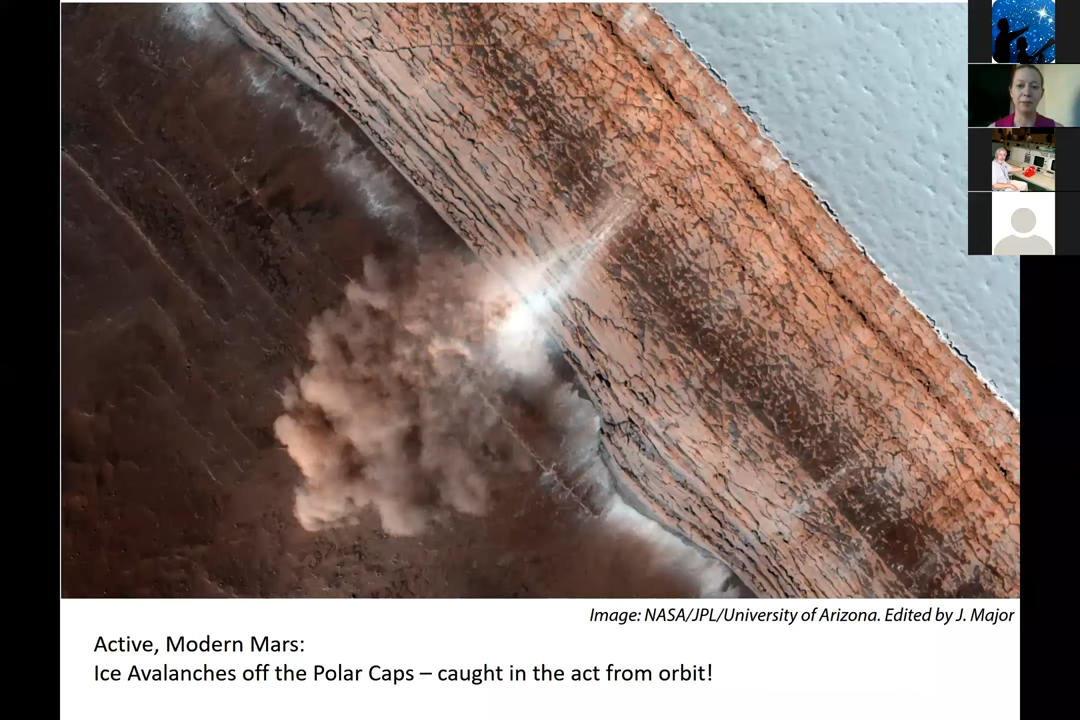 Image: NASA/JPL/University of Arizona. Edited by J. Major
Active, Modern Mars:
Ice Avalanches off the Polar Caps – caught in the act from orbit!